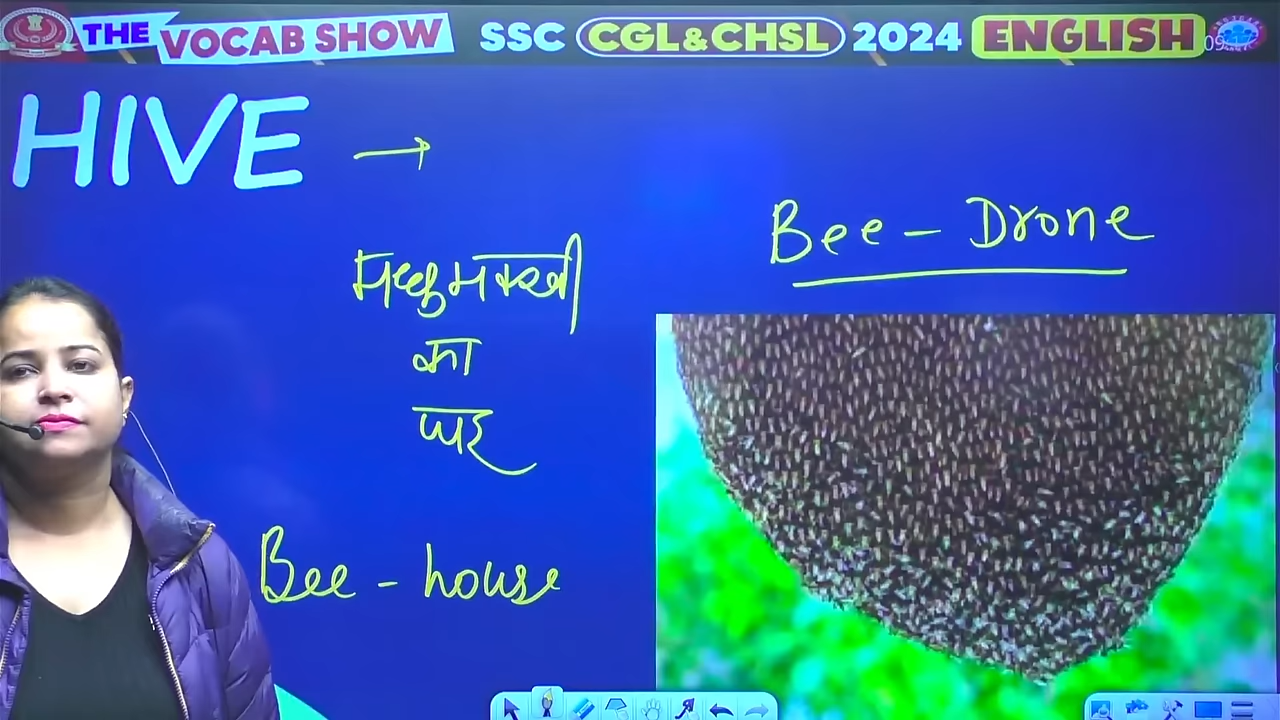 THE VOCAB SHOW SSC CGL & CHSL 2024 ENGLISH
HIVE →
Bee - Drone
मधुमक्खी
का
घर
Bee - house